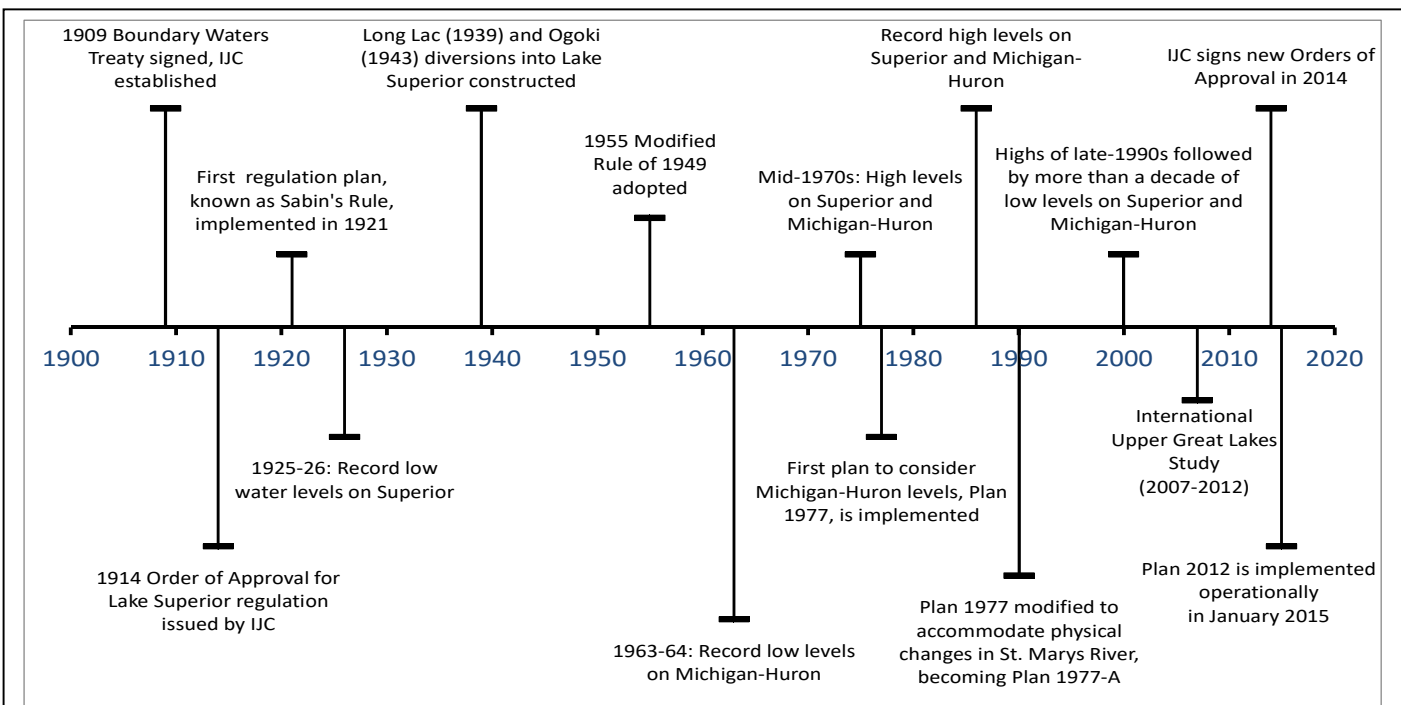 1909 Boundary Waters
Treaty signed, IJC
established
Long Lac (1939) and Ogoki
(1943) diversions into Lake
Superior constructed
Record high levels on
Superior and Michigan-
Huron
IJC signs new Orders of
Approval in 2014
First regulation plan,
known as Sabin's Rule,
implemented in 1921
1955 Modified
Rule of 1949
adopted
Mid-1970s: High levels
on Superior and
Michigan-Huron
Highs of late-1990s followed
by more than a decade of
low levels on Superior and
Michigan-Huron
1900 1910 1920 1930 1940 1950 1960 1970 1980 1990 2000 2010 2020
1925-26: Record low
water levels on Superior
First plan to consider
Michigan-Huron levels, Plan
1977, is implemented
International
Upper Great Lakes
Study
(2007-2012)
1914 Order of Approval for
Lake Superior regulation
issued by IJC
1963-64: Record low levels
on Michigan-Huron
Plan 1977 modified to
accommodate physical
changes in St. Marys River,
becoming Plan 1977-A
Plan 2012 is implemented
operationally
in January 2015